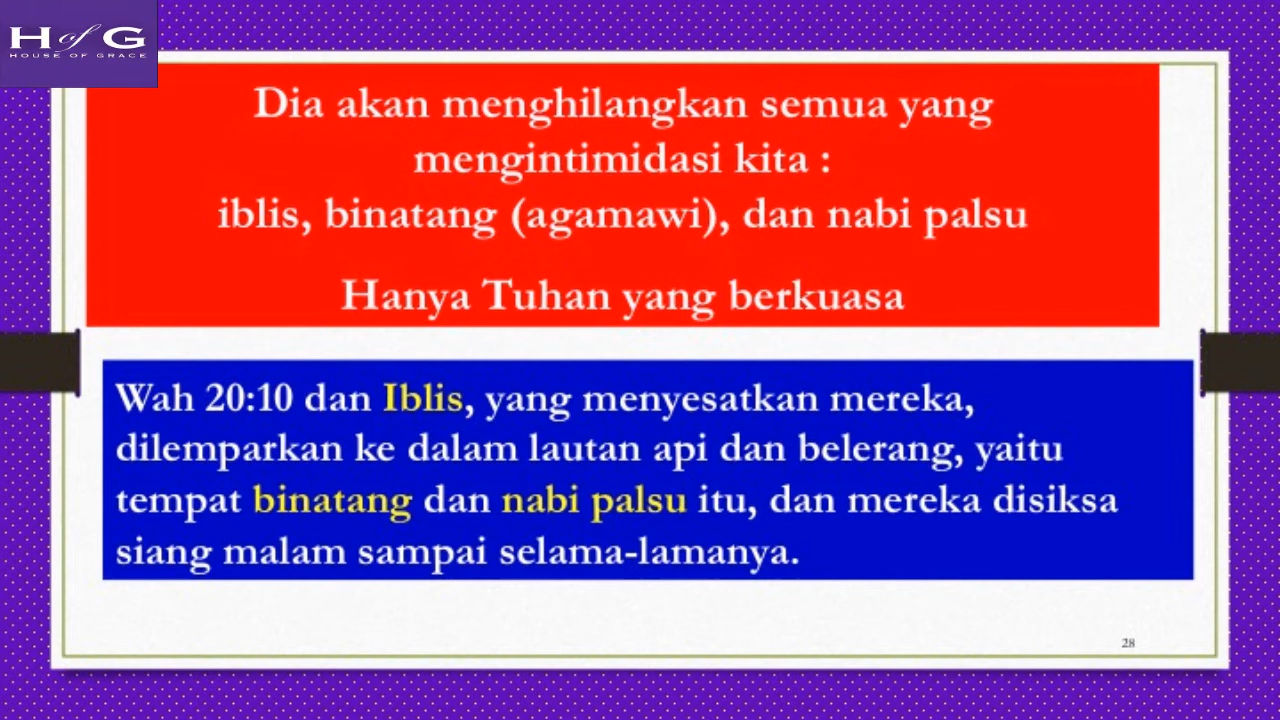 HofG
HOUSE OF GRACE
Dia akan menghilangkan semua yang
mengintimidasi kita :
iblis, binatang (agamawi), dan nabi palsu
Hanya Tuhan yang berkuasa
Wah 20:10 dan Iblis, yang menyesatkan mereka,
dilemparkan ke dalam lautan api dan belerang, yaitu
tempat binatang dan nabi palsu itu, dan mereka disiksa
siang malam sampai selama-lamanya.
28